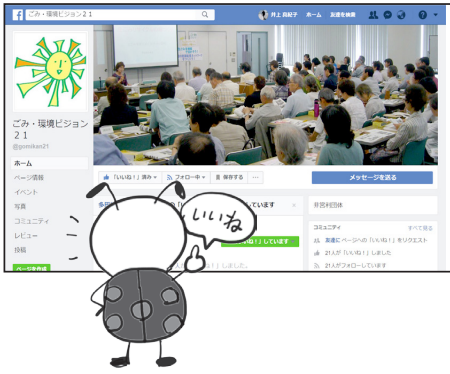 ごみ・環境ビジョン21
井上 真紀子 ホーム 友達を検索
ごみ・環境ビジョン
21
@gomikan21
ホーム
ページ情報
イベント
写真
コミュニティ
レビュー
投稿
ページを作成
「いいね！」済み
フォロー中
保存する
メッセージを送る
ています
いいね
いいね！」しています
しました。
非営利団体
コミュニティ
すべて見る
友達に ページへの「いいね！」をリクエスト
21人が「いいね！」しました
21人がフォローしています